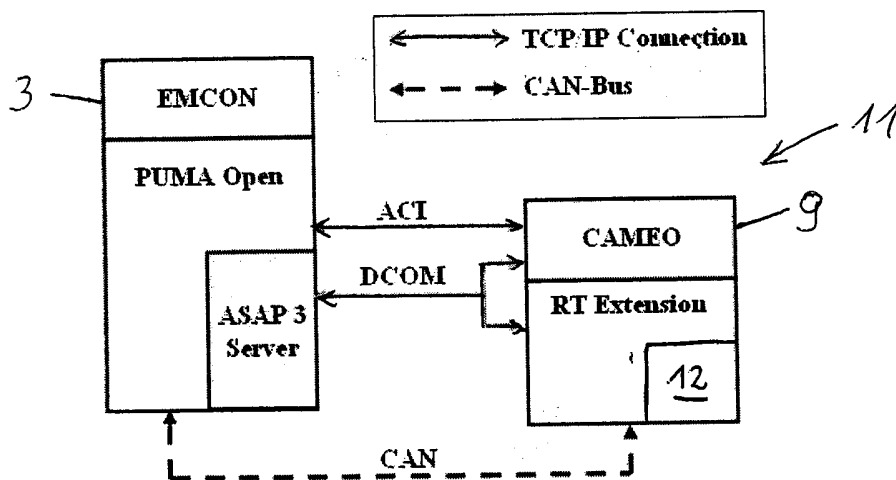 TCP/IP Connection
CAN-Bus
3
EMCON
PUMA Open
11
ACI
CAMEO
9
DCOM
ASAP 3
Server
RT Extension
12
CAN